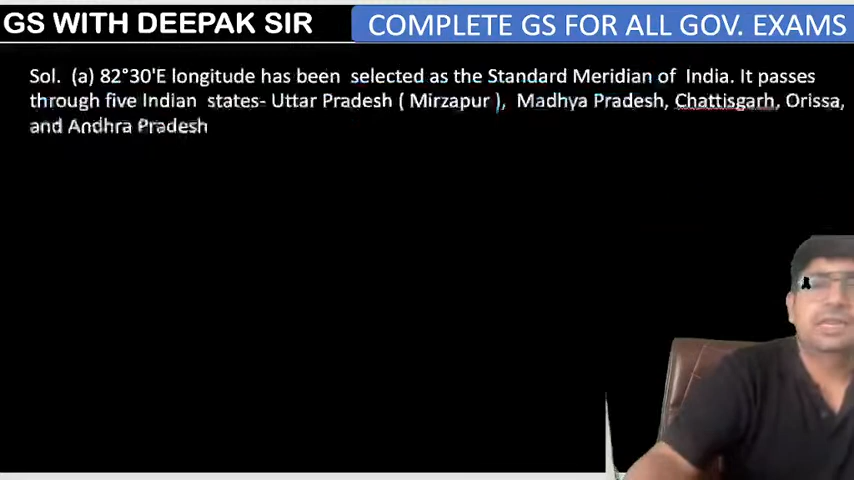 GS WITH DEEPAK SIR
COMPLETE GS FOR ALL GOV. EXAMS
Sol. (a) 82°30'E longitude has been selected as the Standard Meridian of India. It passes
through five Indian states- Uttar Pradesh ( Mirzapur ), Madhya Pradesh, Chattisgarh, Orissa,
and Andhra Pradesh